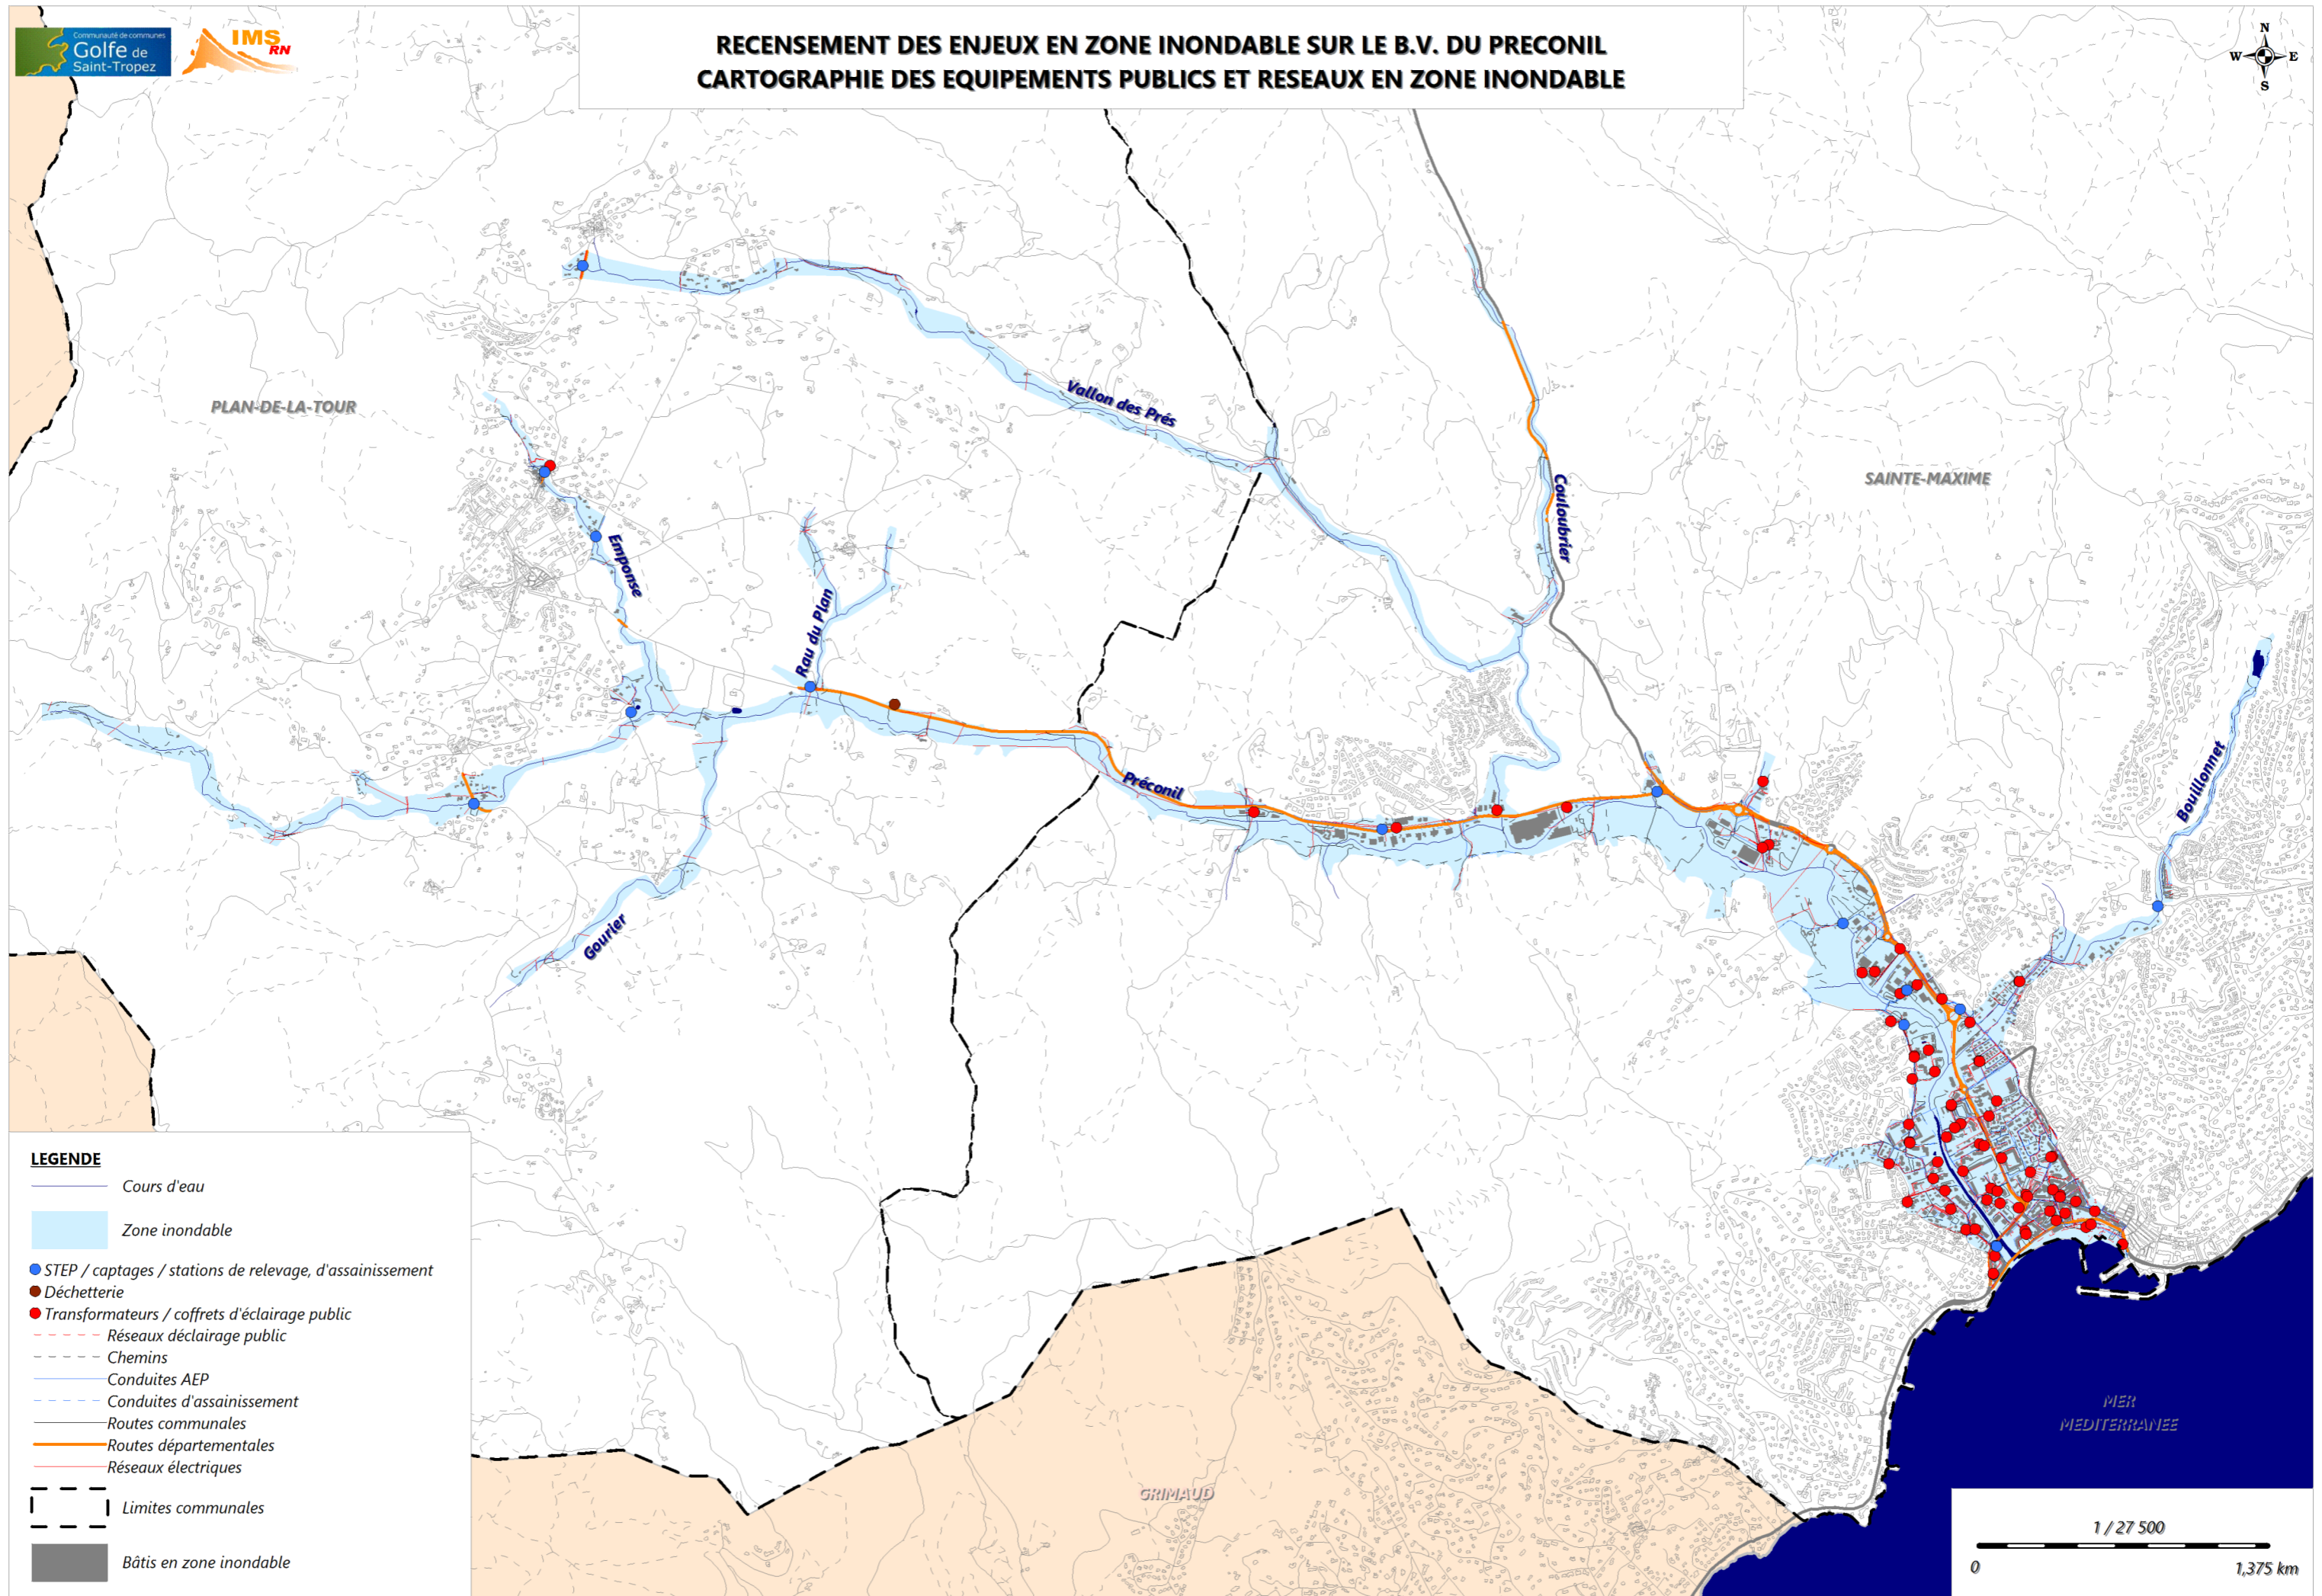 Communauté de communes
Golfe de
Saint-Tropez
IMS
RN
RECENSEMENT DES ENJEUX EN ZONE INONDABLE SUR LE B.V. DU PRECONIL
CARTOGRAPHIE DES EQUIPEMENTS PUBLICS ET RESEAUX EN ZONE INONDABLE
N
W E
S
PLAN-DE-LA-TOUR
Vallon des Prés
Couloubrier
SAINTE-MAXIME
Emponse
Rau du Plan
Préconil
Bouillonnet
Gourier
LEGENDE
Cours d'eau
Zone inondable
STEP / captages / stations de relevage, d'assainissement
Déchetterie
Transformateurs / coffrets d'éclairage public
Réseaux déclairage public
Chemins
Conduites AEP
Conduites d'assainissement
Routes communales
Routes départementales
Réseaux électriques
Limites communales
Bâtis en zone inondable
GRIMAUD
MER
MEDITERRANEE
1 / 27 500
0 1,375 km